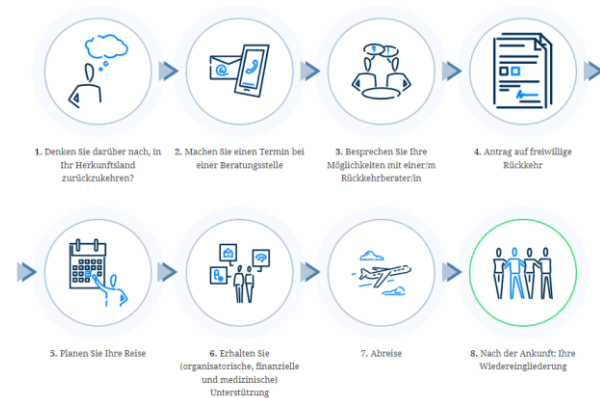 1. Denken Sie darüber nach, in
Ihr Herkunftsland
zurückzukehren?
2. Machen Sie einen Termin bei
einer Beratungsstelle
3. Besprechen Sie Ihre
Möglichkeiten mit einer/m
Rückkehrberater/in
4. Antrag auf freiwillige
Rückkehr
5. Planen Sie Ihre Reise
6. Erhalten Sie
(organisatorische, finanzielle
und medizinische)
Unterstützung
7. Abreise
8. Nach der Ankunft: Ihre
Wiedereingliederung